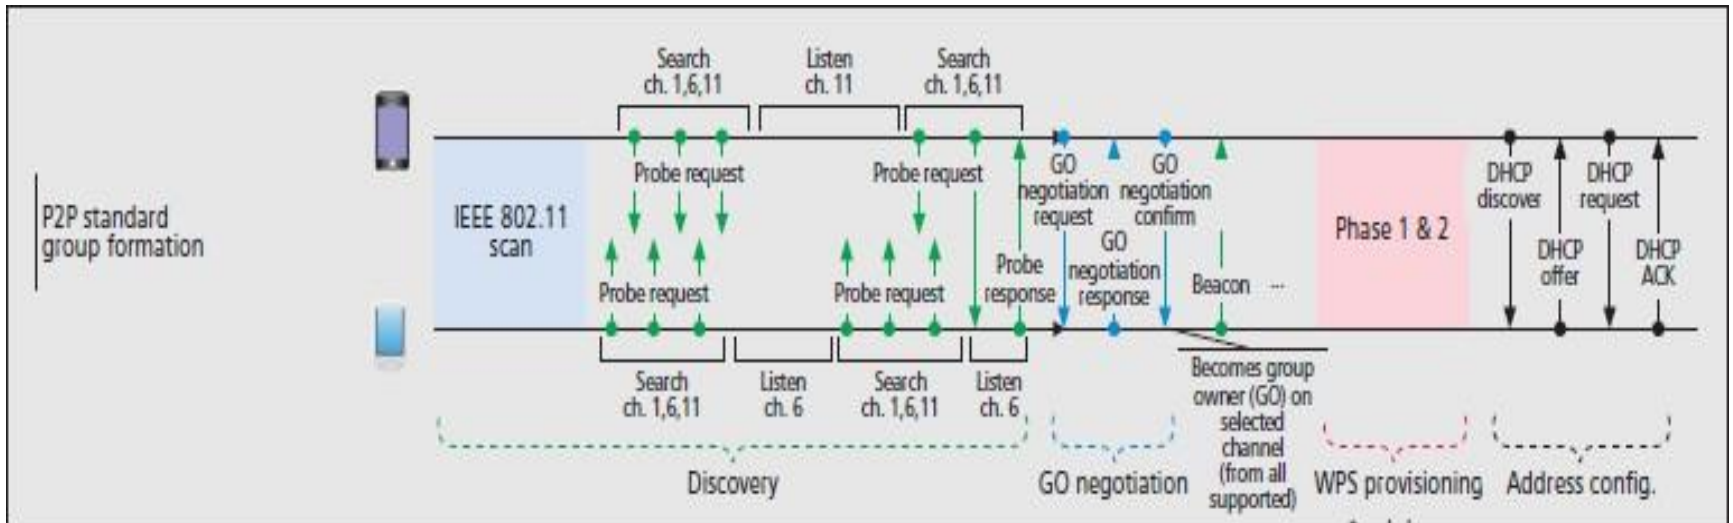 Search
ch. 1,6,11
Listen
ch. 11
Search
ch. 1,6,11
P2P standard
group formation
IEEE 802.11
scan
Probe request
Probe request
Probe request
Probe request
Probe
response
GO
negotiation
request
GO
negotiation
response
GO
negotiation
confirm
Beacon ...
Phase 1 & 2
DHCP
discover
DHCP
offer
DHCP
request
DHCP
ACK
Search
ch. 1,6,11
Listen
ch. 6
Search
ch. 1,6,11
Listen
ch. 6
Becomes group
owner (GO) on
selected
channel
(from all
supported)
Discovery
GO negotiation
WPS provisioning
Address config.